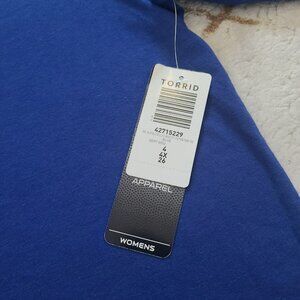 TORRID
42715229
4
4X
26
APPAREL
WOMENS